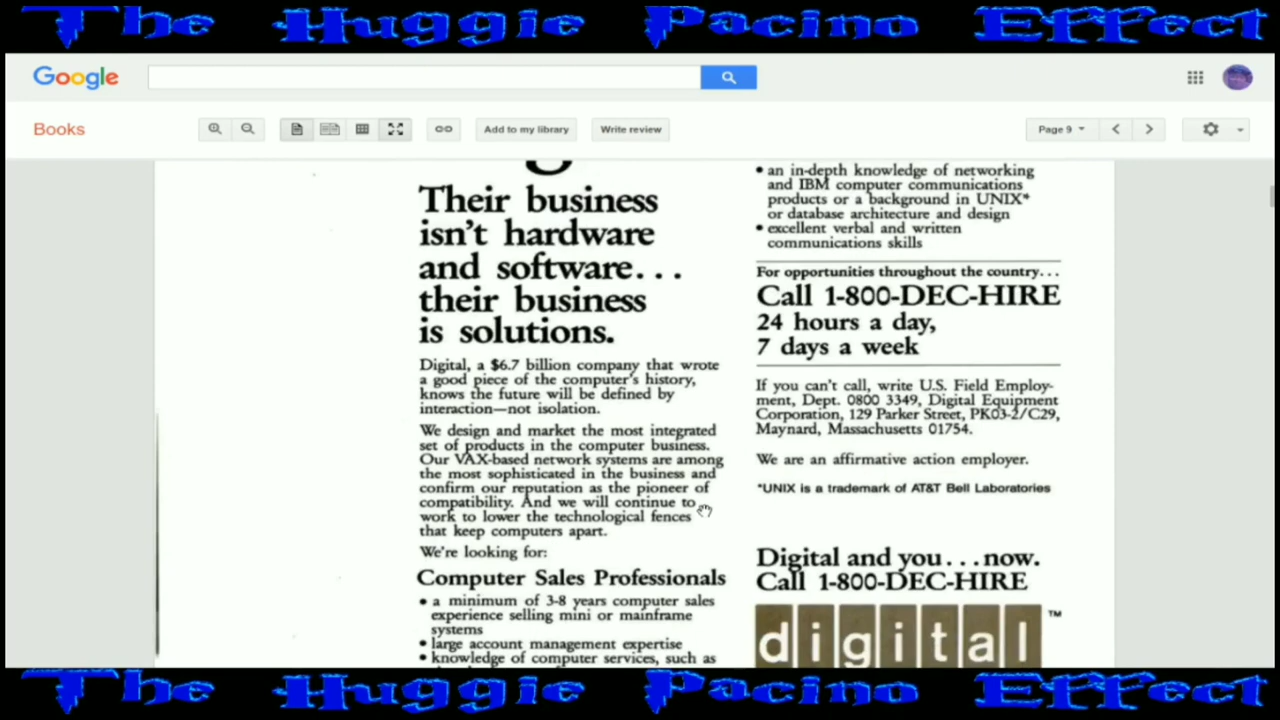 The Huggie Pacino Effect
Google
Books
Add to my library
Write review
Page 9
Their business
isn't hardware
and software...
their business
is solutions.
Digital, a $6.7 billion company that wrote
a good piece of the computer's history,
knows the future will be defined by
interaction—not isolation.
We design and market the most integrated
set of products in the computer business.
Our VAX-based network systems are among
the most sophisticated in the business and
confirm our reputation as the pioneer of
compatibility. And we will continue to
work to lower the technological fences
that keep computers apart.
We're looking for:
Computer Sales Professionals
• a minimum of 3-8 years computer sales
experience selling mini or mainframe
systems
• large account management expertise
• knowledge of computer services, such as
• an in-depth knowledge of networking
and IBM computer communications
products or a background in UNIX*
or database architecture and design
• excellent verbal and written
communications skills
For opportunities throughout the country...
Call 1-800-DEC-HIRE
24 hours a day,
7 days a week
If you can't call, write U.S. Field Employ-
ment, Dept. 0800 3349, Digital Equipment
Corporation, 129 Parker Street, PK03-2/C29,
Maynard, Massachusetts 01754.
We are an affirmative action employer.
*UNIX is a trademark of AT&T Bell Laboratories
Digital and you...now.
Call 1-800-DEC-HIRE
digital™
The Huggie Pacino Effect